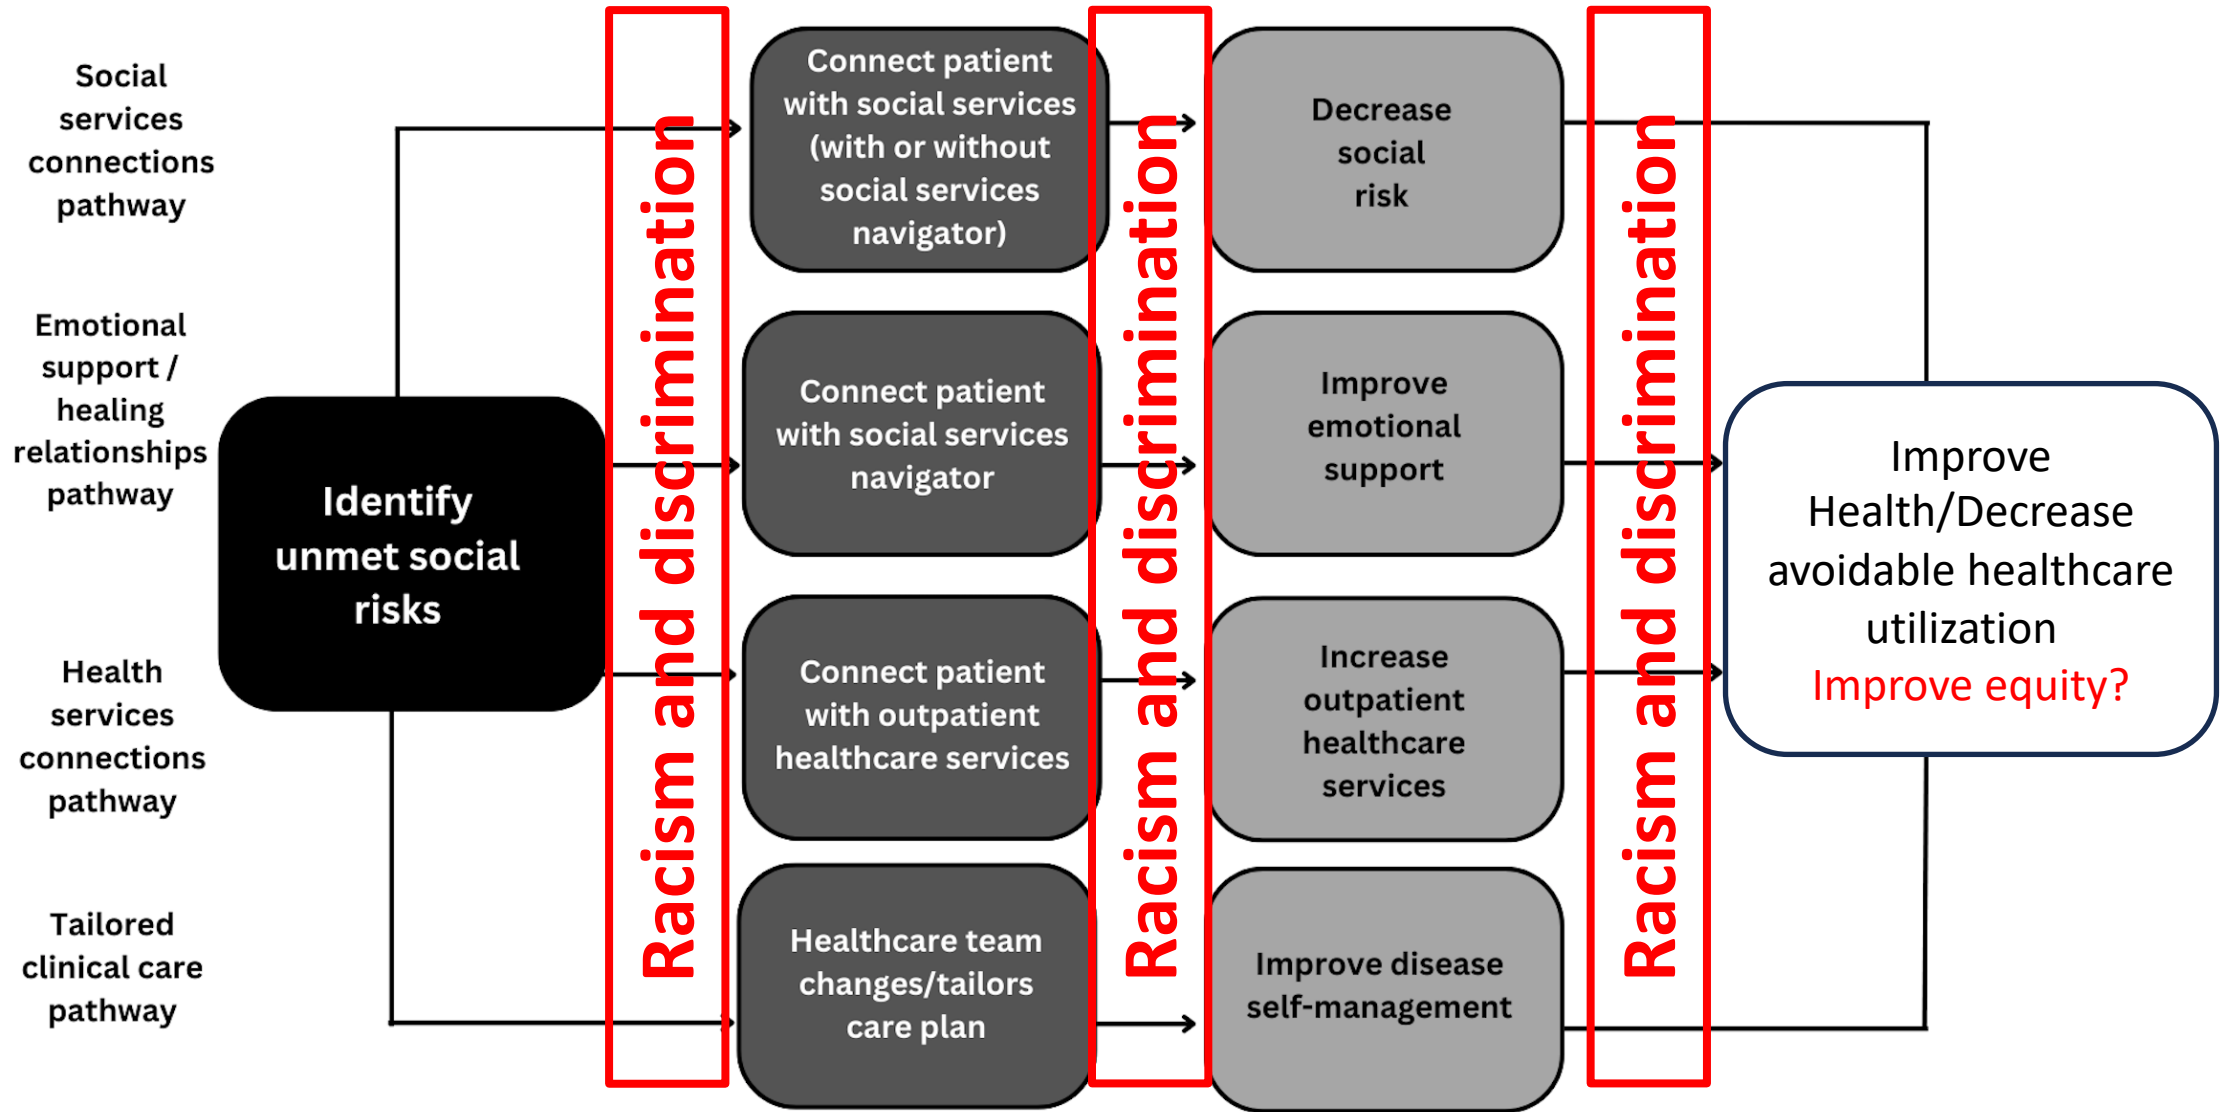 Social
services
connections
pathway
Emotional
support /
healing
relationships
pathway
Health
services
connections
pathway
Tailored
clinical care
pathway
Identify
unmet social
risks
Racism and discrimination
Connect patient
with social services
(with or without
social services
navigator)
Connect patient
with social services
navigator
Connect patient
with outpatient
healthcare services
Healthcare team
changes/tailors
care plan
Racism and discrimination
Decrease
social
risk
Improve
emotional
support
Increase
outpatient
healthcare
services
Improve disease
self-management
Racism and discrimination
Improve
Health/Decrease
avoidable healthcare
utilization
Improve equity?